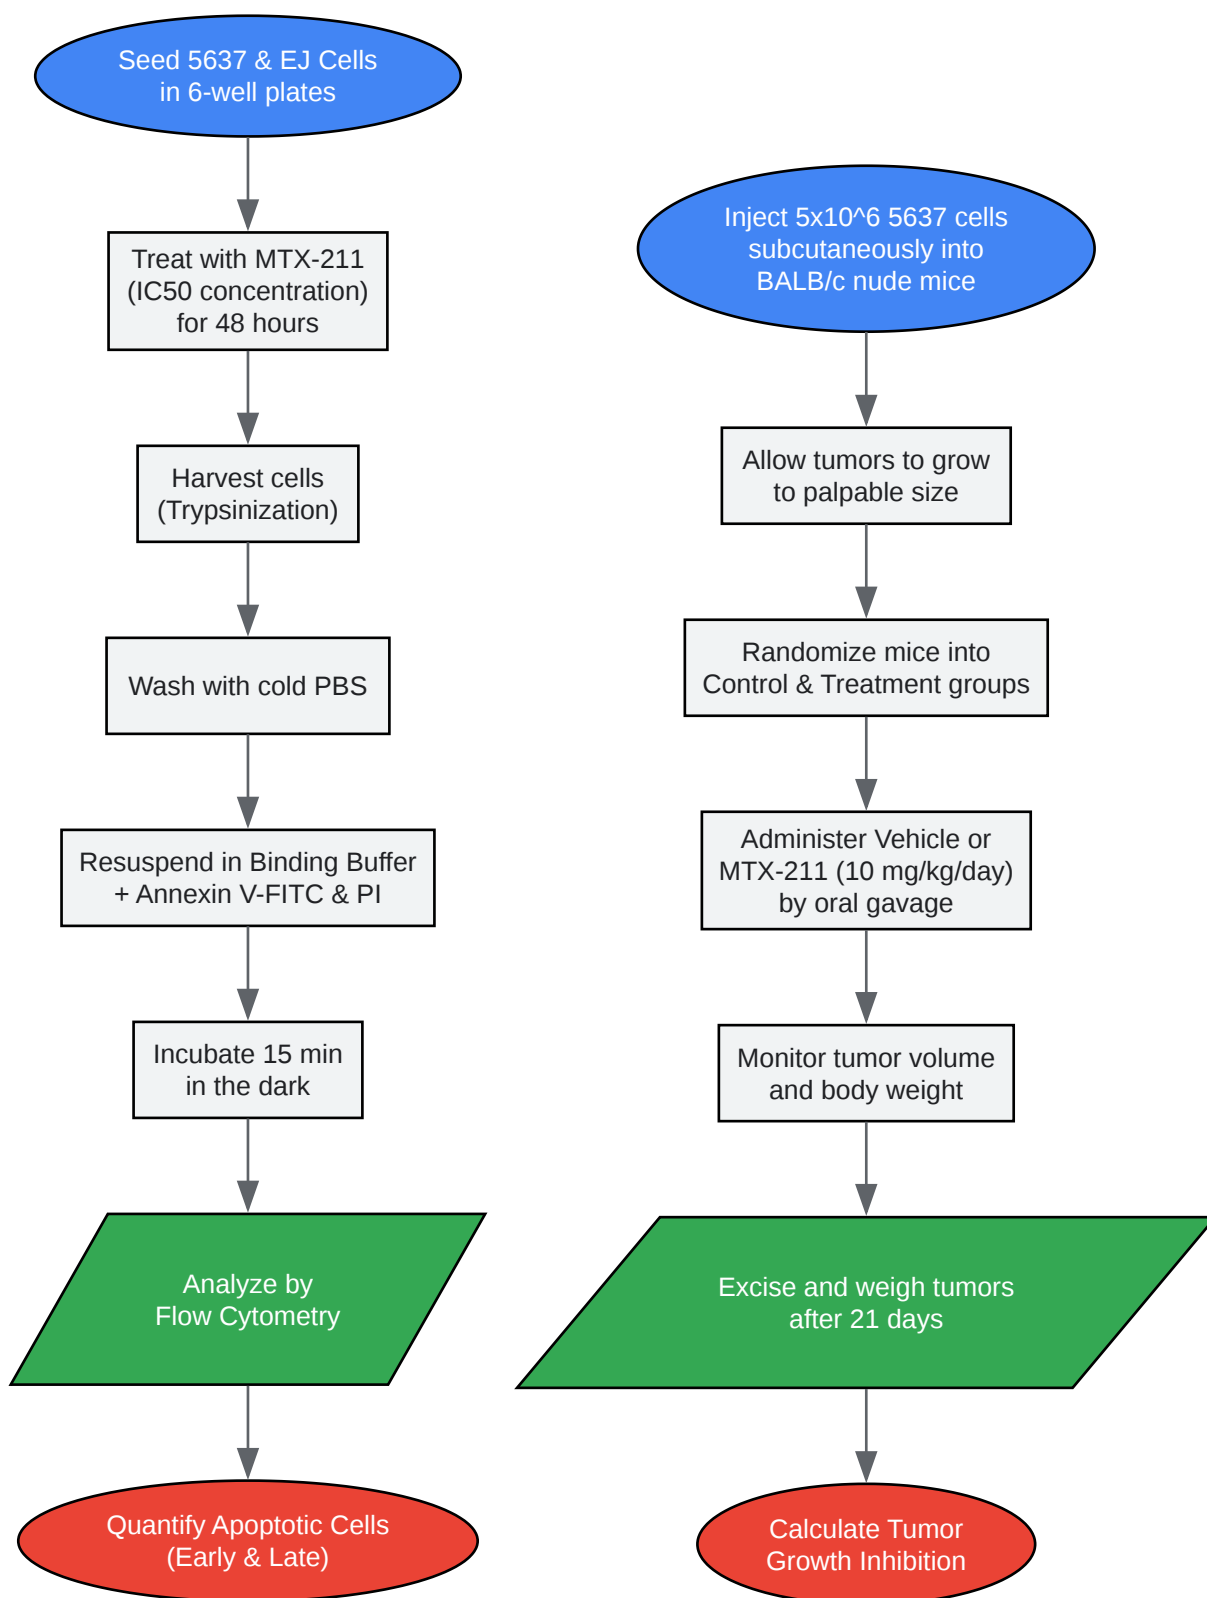 Seed 5637 & EJ Cells
in 6-well plates
Treat with MTX-211
(IC50 concentration)
for 48 hours
Harvest cells
(Trypsinization)
Wash with cold PBS
Resuspend in Binding Buffer
+ Annexin V-FITC & PI
Incubate 15 min
in the dark
Analyze by
Flow Cytometry
Quantify Apoptotic Cells
(Early & Late)
Inject 5x10^6 5637 cells
subcutaneously into
BALB/c nude mice
Allow tumors to grow
to palpable size
Randomize mice into
Control & Treatment groups
Administer Vehicle or
MTX-211 (10 mg/kg/day)
by oral gavage
Monitor tumor volume
and body weight
Excise and weigh tumors
after 21 days
Calculate Tumor
Growth Inhibition